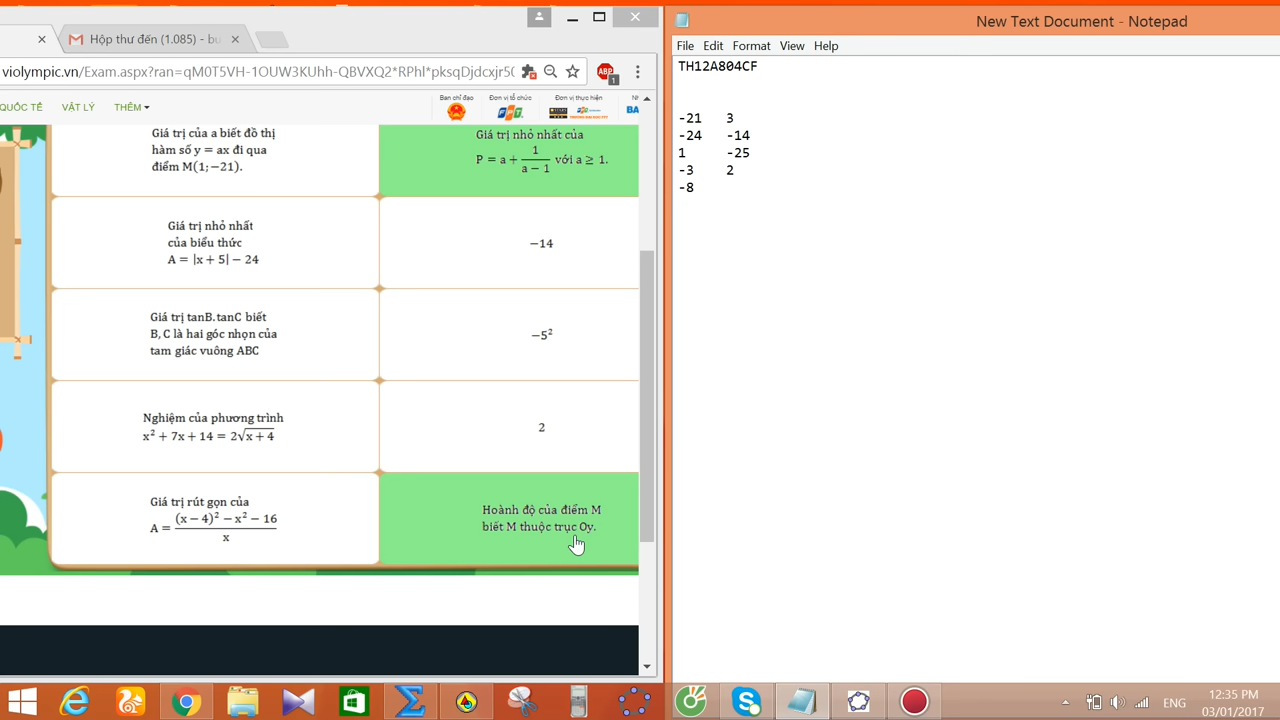 New Text Document - Notepad
Hộp thư đến (1.085) - bu
File Edit Format View Help
violympic.vn/Exam.aspx?ran=qM0T5VH-1QUW3KUhh-QBVXQ2*RPhl*pksqDjdcxjr5
ABP
1
TH12A804CF
QUỐC TẾ VẬT LÝ THÊM
Ban chỉ đạo Đơn vị tổ chức Đơn vị thực hiện
FPT
BA
-21 3
-24 -14
1 -25
-3 2
-8
Giá trị của a biết đồ thị
hàm số y = ax đi qua
điểm M(1;−21).
Giá trị nhỏ nhất của
P = a + 1/(a − 1) với a ≥ 1.
Giá trị nhỏ nhất
của biểu thức
A = |x + 5| − 24
−14
Giá trị tanB.tanC biết
B, C là hai góc nhọn của
tam giác vuông ABC
−5²
Nghiệm của phương trình
x² + 7x + 14 = 2√(x + 4)
2
Giá trị rút gọn của
A = ((x − 4)² − x² − 16)/x
Hoành độ của điểm M
biết M thuộc trục Oy.
ENG
12:35 PM
03/01/2017